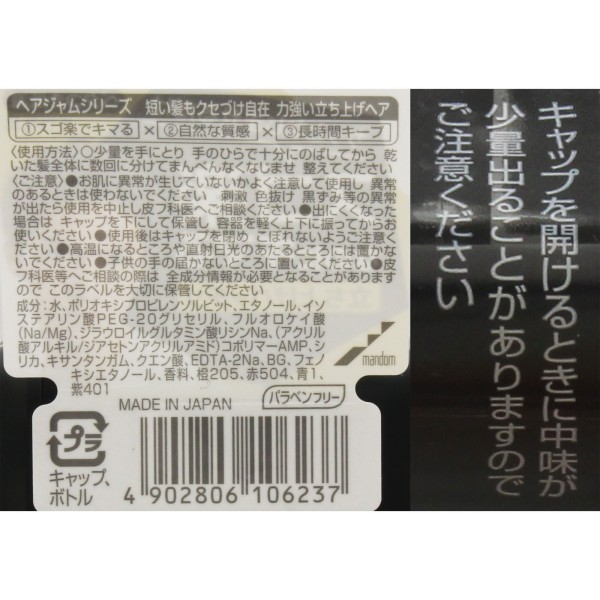 ヘアジャムシリーズ 短い髪もクセづけ自在 力強い立ち上げヘア
①スゴ楽でキマる×②自然な質感×③長時間キープ
〈使用方法〉○少量を手にとり 手のひらで十分にのばしてから 乾
いた髪全体に数回に分けてまんべんなくなじませ 整えてください
〈ご注意〉●お肌に異常が生じていないかよく注意して使用し 異常
のあるときは使わないでください 刺激 色抜け 黒ずみ等の異常
が出たら使用を中止し皮フ科医へご相談ください●出にくくなった
場合は キャップを下にして保管し 容器を軽く上下に振ってからお
使いください●使用後はキャップを閉め こぼれないようご注意く
ださい●高温になるところや直射日光のあたるところには置かな
いでください●子供の手の届かないところに置いてください●皮
フ科医等へご相談の際は 全成分情報が必要となることがあります
ので このラベルを大切に保管してください
成分：水、ポリオキシプロピレンソルビット、エタノール、イソ
ステアリン酸PEG-20グリセリル、フルオロケイ酸
(Na/Mg)、ジラウロイルグルタミン酸リシンNa、(アクリル
酸アルキル/ジアセトンアクリルアミド)コポリマーAMP、シ
リカ、キサンタンガム、クエン酸、EDTA-2Na、BG、フェノ
キシエタノール、香料、橙205、赤504、青1、
紫401
mandom
MADE IN JAPAN
パラベンフリー
プラ
キャップ、
ボトル
4 902806 106237
キャップを開けるときに中味が
少量出ることがありますので
ご注意ください